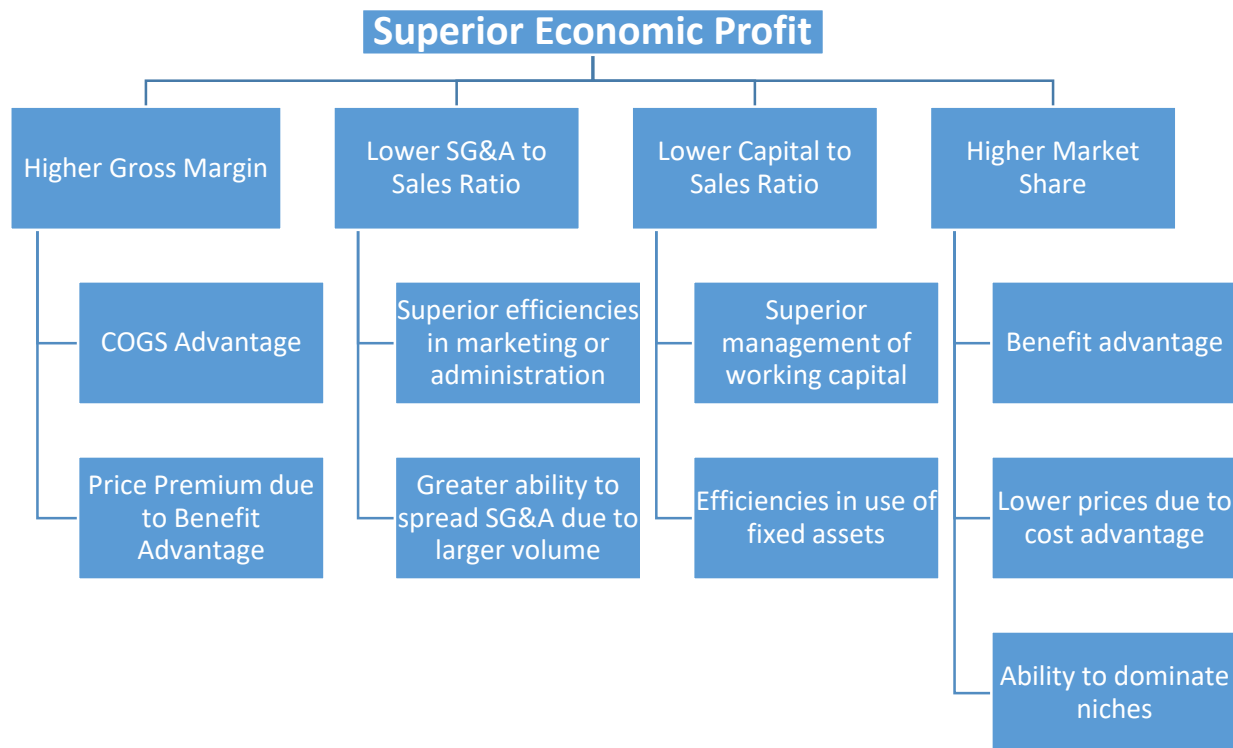 Superior Economic Profit
Higher Gross Margin
Lower SG&A to
Sales Ratio
Lower Capital to
Sales Ratio
Higher Market
Share
COGS Advantage
Superior efficiencies
in marketing or
administration
Superior
management of
working capital
Benefit advantage
Price Premium due
to Benefit
Advantage
Greater ability to
spread SG&A due to
larger volume
Efficiencies in use of
fixed assets
Lower prices due to
cost advantage
Ability to dominate
niches